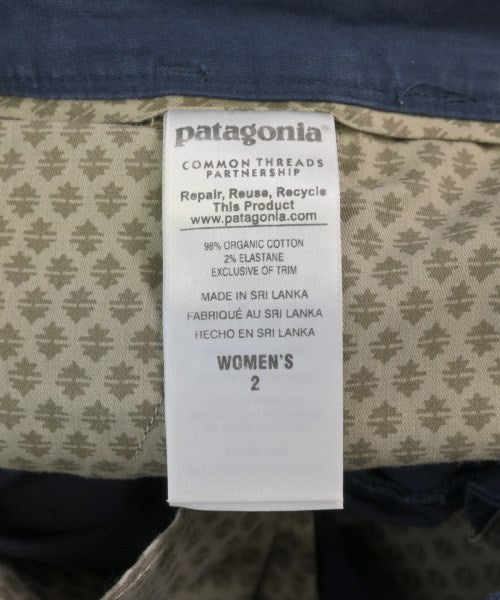 patagonia®
COMMON THREADS
PARTNERSHIP
Repair, Reuse, Recycle
This Product
www.patagonia.com
98% ORGANIC COTTON
2% ELASTANE
EXCLUSIVE OF TRIM
MADE IN SRI LANKA
FABRIQUÉ AU SRI LANKA
HECHO EN SRI LANKA
WOMEN'S
2